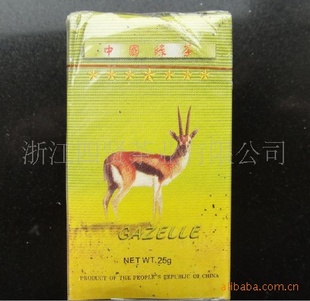 中國綠茶
浙江
有限公司
GAZELLE
NET WT.25g
PRODUCT OF THE PEOPLE'S REPUBLIC OF CHINA
alibaba.com.cn